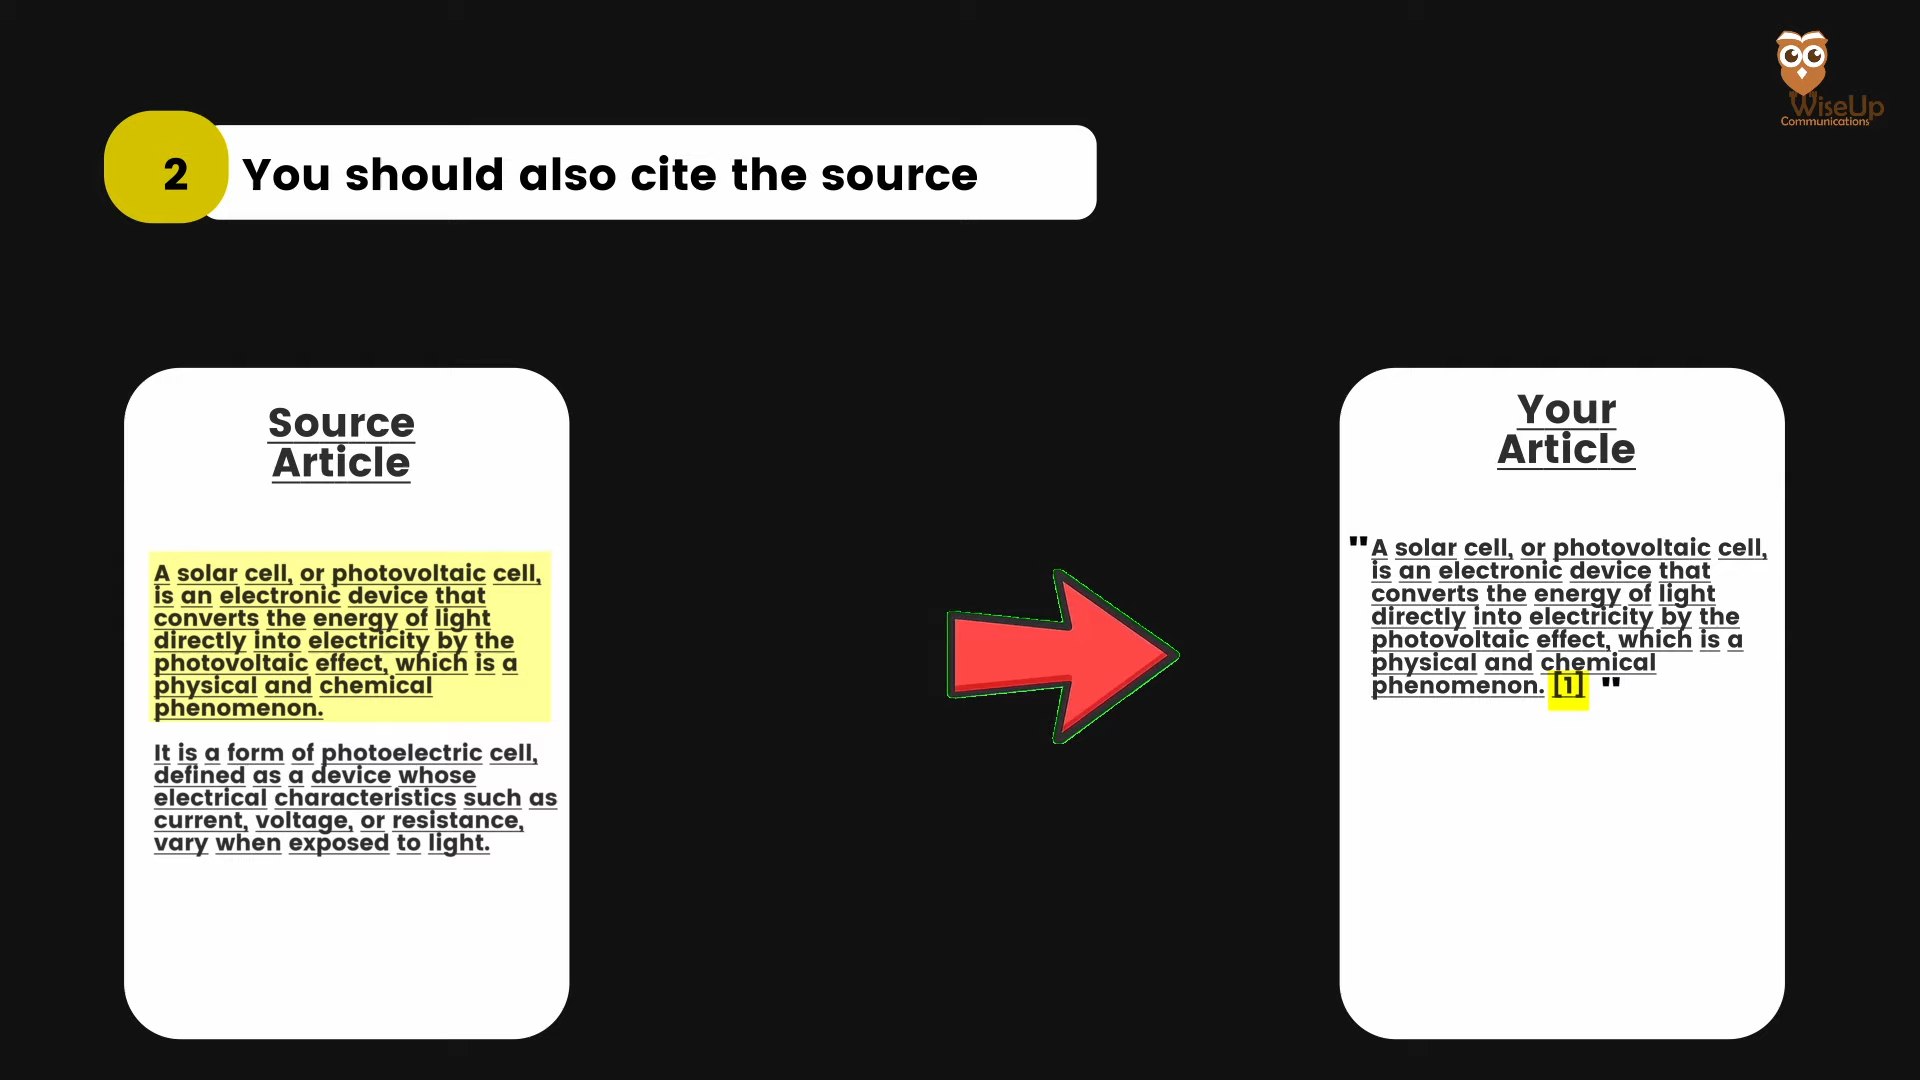 WiseUp
Communications
2
You should also cite the source
Source
Article
A solar cell, or photovoltaic cell,
is an electronic device that
converts the energy of light
directly into electricity by the
photovoltaic effect, which is a
physical and chemical
phenomenon.
It is a form of photoelectric cell,
defined as a device whose
electrical characteristics such as
current, voltage, or resistance,
vary when exposed to light.
Your
Article
"A solar cell, or photovoltaic cell,
is an electronic device that
converts the energy of light
directly into electricity by the
photovoltaic effect, which is a
physical and chemical
phenomenon. [1] "